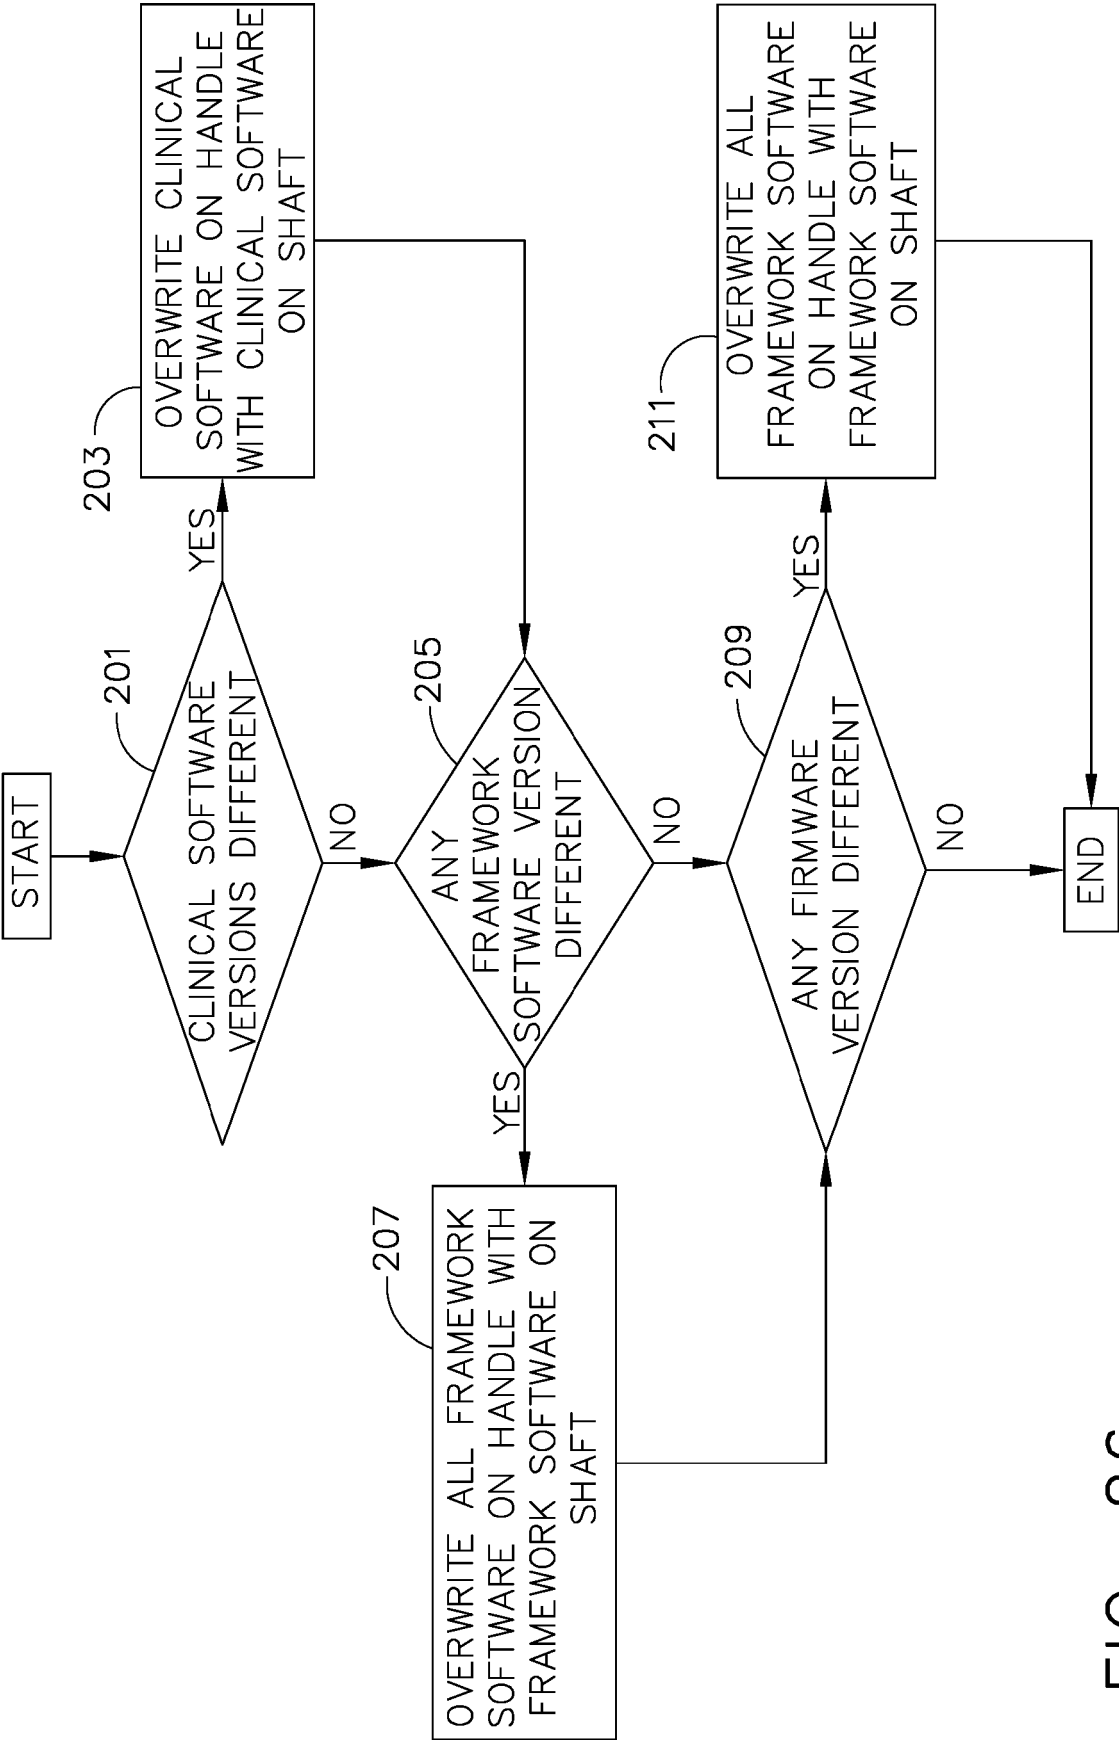 START
201
CLINICAL SOFTWARE
VERSIONS DIFFERENT
YES
203
OVERWRITE CLINICAL
SOFTWARE ON HANDLE
WITH CLINICAL SOFTWARE
ON SHAFT
NO
205
ANY
FRAMEWORK
SOFTWARE VERSION
DIFFERENT
YES
207
OVERWRITE ALL FRAMEWORK
SOFTWARE ON HANDLE WITH
FRAMEWORK SOFTWARE ON
SHAFT
NO
209
ANY FIRMWARE
VERSION DIFFERENT
YES
211
OVERWRITE ALL
FRAMEWORK SOFTWARE
ON HANDLE WITH
FRAMEWORK SOFTWARE
ON SHAFT
NO
END